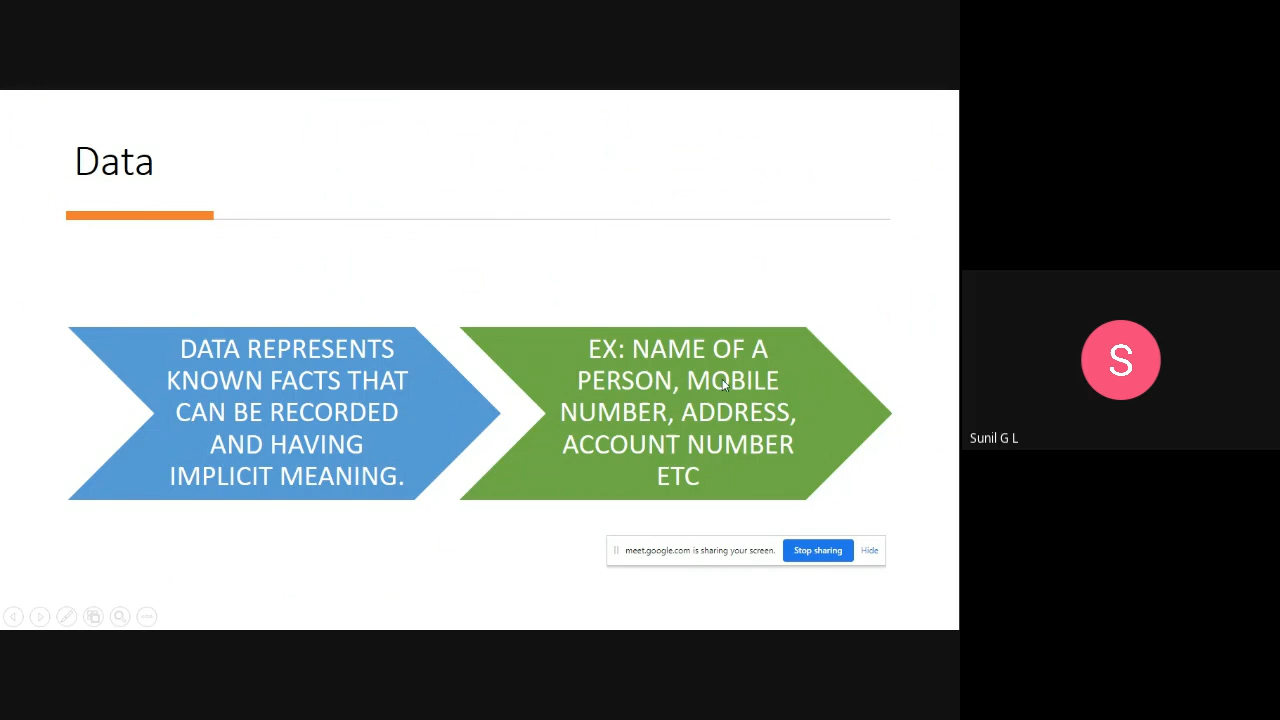 Data
DATA REPRESENTS
KNOWN FACTS THAT
CAN BE RECORDED
AND HAVING
IMPLICIT MEANING.
EX: NAME OF A
PERSON, MOBILE
NUMBER, ADDRESS,
ACCOUNT NUMBER
ETC
meet.google.com is sharing your screen. Stop sharing Hide
S
Sunil G L